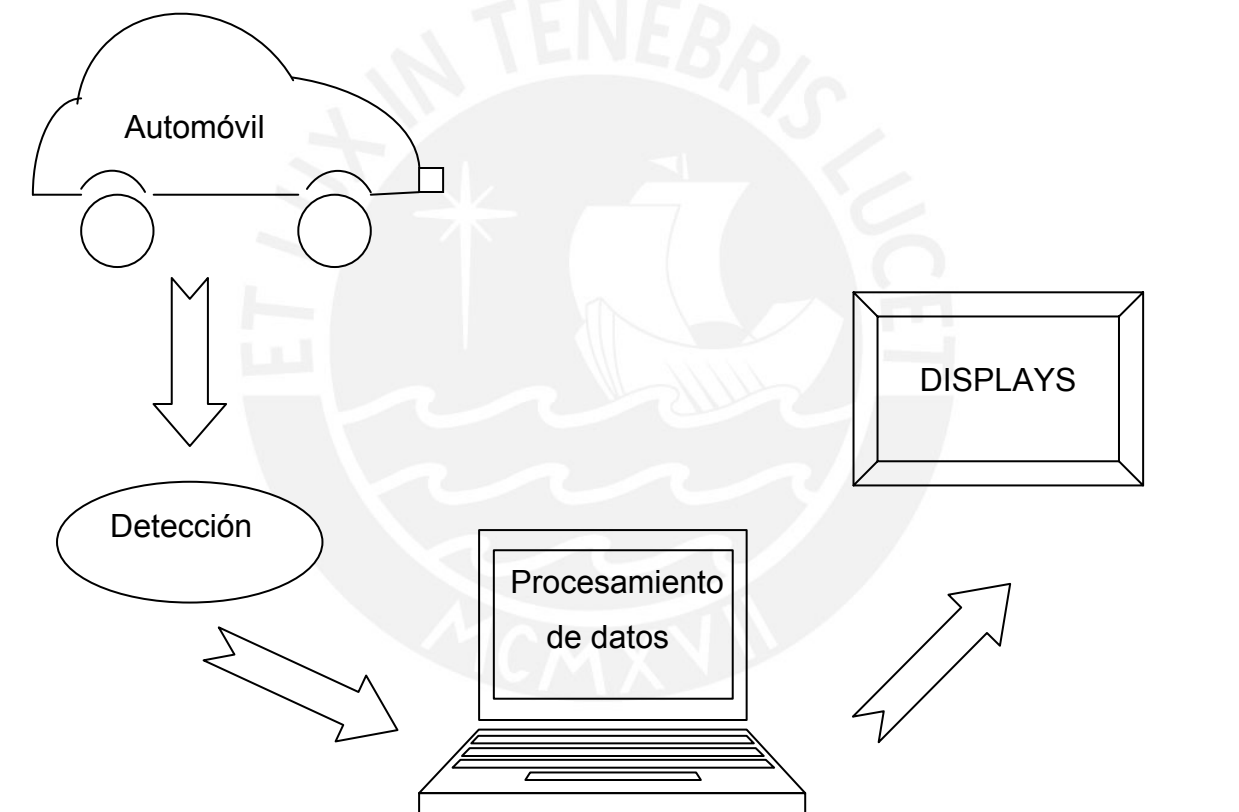 ET LUX IN TENEBRIS LUCET
Automóvil
DISPLAYS
Detección
Procesamiento
de datos
MCMXVII